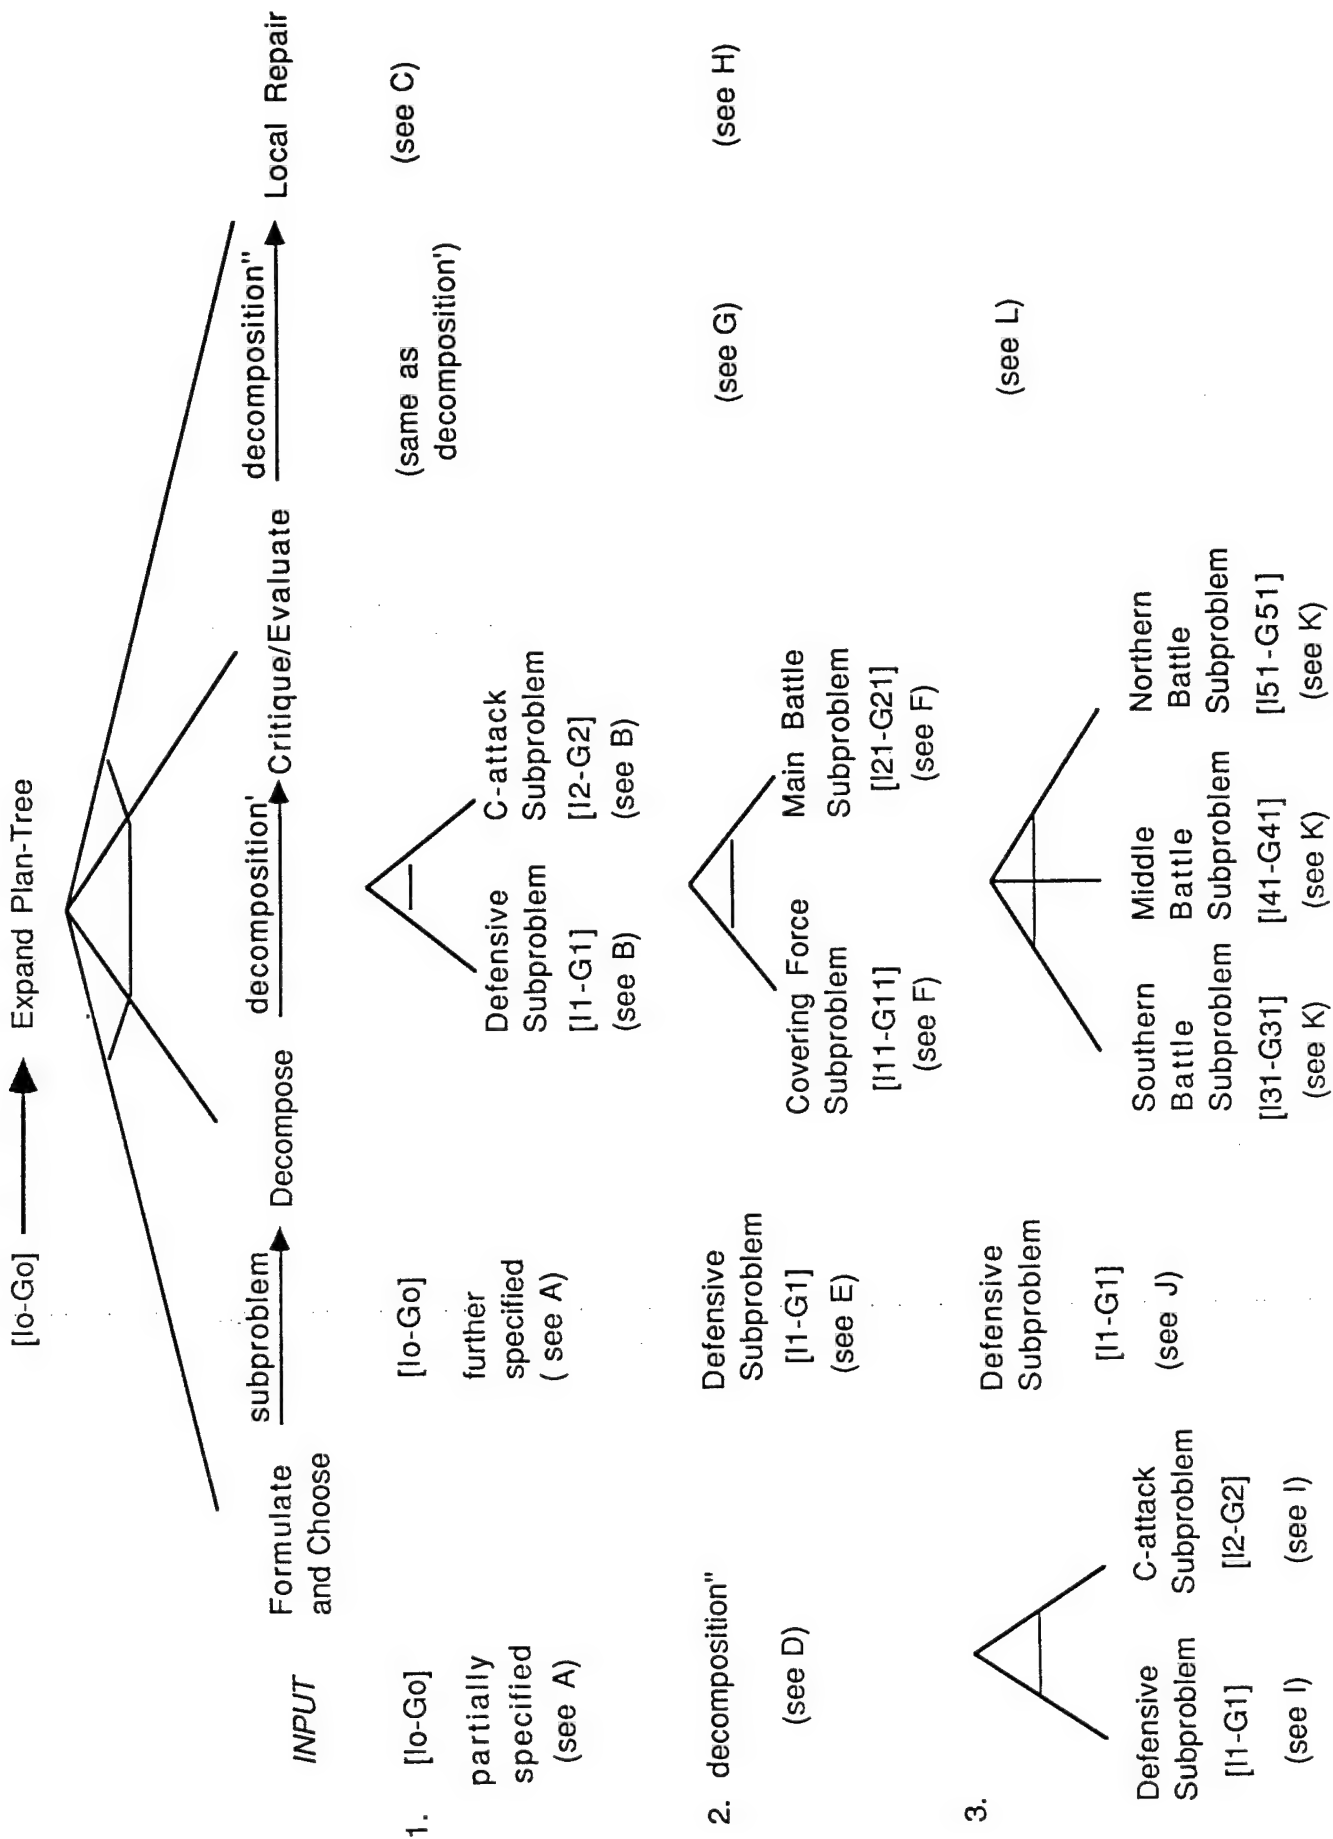 [Io-Go] Expand Plan-Tree
subproblem decomposition' decomposition"
INPUT
Formulate
and Choose
Decompose
Critique/Evaluate
Local Repair
1.
[Io-Go]
partially
specified
(see A)
[Io-Go]
further
specified
( see A)
Defensive
Subproblem
[I1-G1]
(see B)
C-attack
Subproblem
[I2-G2]
(see B)
(same as
decomposition')
(see C)
2. decomposition"
(see D)
Defensive
Subproblem
[I1-G1]
(see E)
Covering Force
Subproblem
[I11-G11]
(see F)
Main Battle
Subproblem
[I21-G21]
(see F)
(see G)
(see H)
3.
Defensive
Subproblem
[I1-G1]
(see I)
C-attack
Subproblem
[I2-G2]
(see I)
Defensive
Subproblem
[I1-G1]
(see J)
Southern
Battle
Subproblem
[I31-G31]
(see K)
Middle
Battle
Subproblem
[I41-G41]
(see K)
Northern
Battle
Subproblem
[I51-G51]
(see K)
(see L)